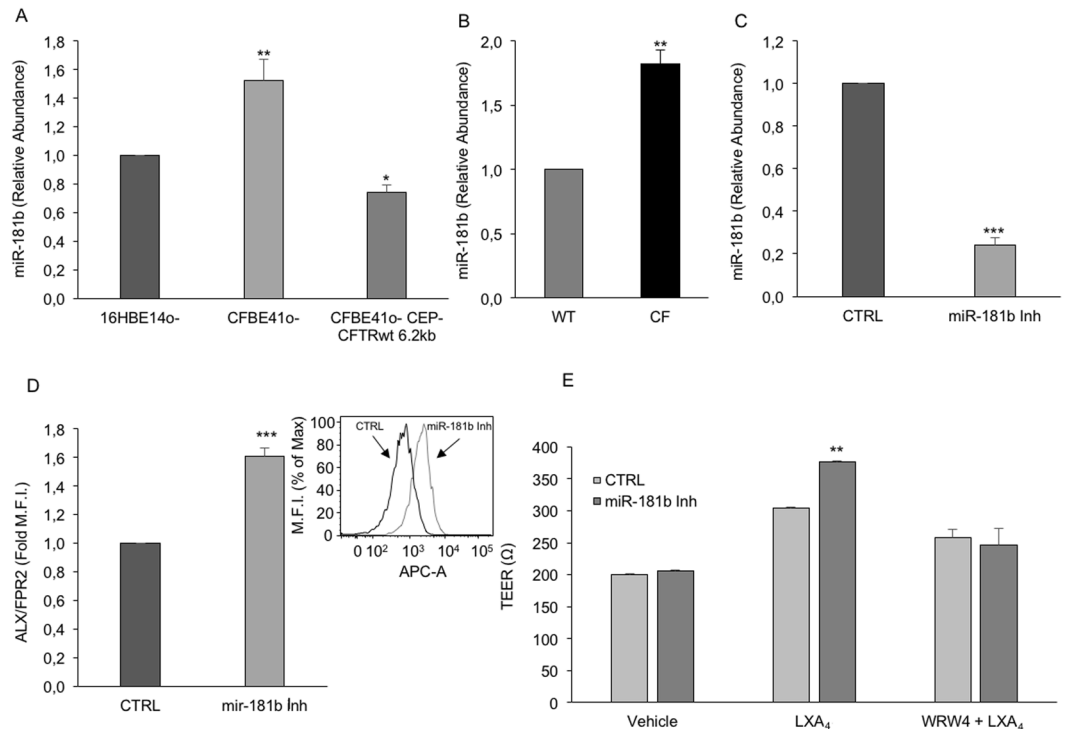 A
miR-181b (Relative Abundance)
1,8
1,6
1,4
1,2
1,0
0,8
0,6
0,4
0,2
0,0
**
*
16HBE14o-
CFBE41o-
CFBE41o- CEP-
CFTRwt 6.2kb
B
miR-181b (Relative Abundance)
2,0
1,5
1,0
0,5
0,0
**
WT
CF
C
miR-181b (Relative Abundance)
1,2
1,0
0,8
0,6
0,4
0,2
0,0
***
CTRL
miR-181b Inh
D
ALX/FPR2 (Fold M.F.I.)
1,8
1,6
1,4
1,2
1,0
0,8
0,6
0,4
0,2
0,0
***
CTRL
mir-181b Inh
M.F.I. (% of Max)
100
80
60
40
20
0
CTRL
miR-181b Inh
0 10² 10³ 10⁴ 10⁵
APC-A
E
TEER (Ω)
400
350
300
250
200
150
100
50
0
CTRL
miR-181b Inh
**
Vehicle
LXA₄
WRW4 + LXA₄